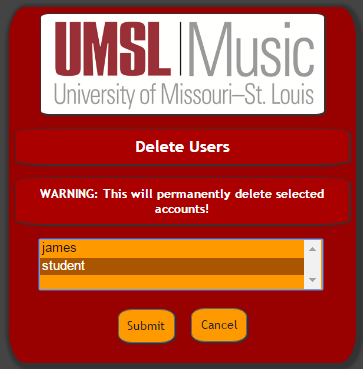 UMSL | Music
University of Missouri–St. Louis
Delete Users
WARNING: This will permanently delete selected
accounts!
james
student
Submit Cancel